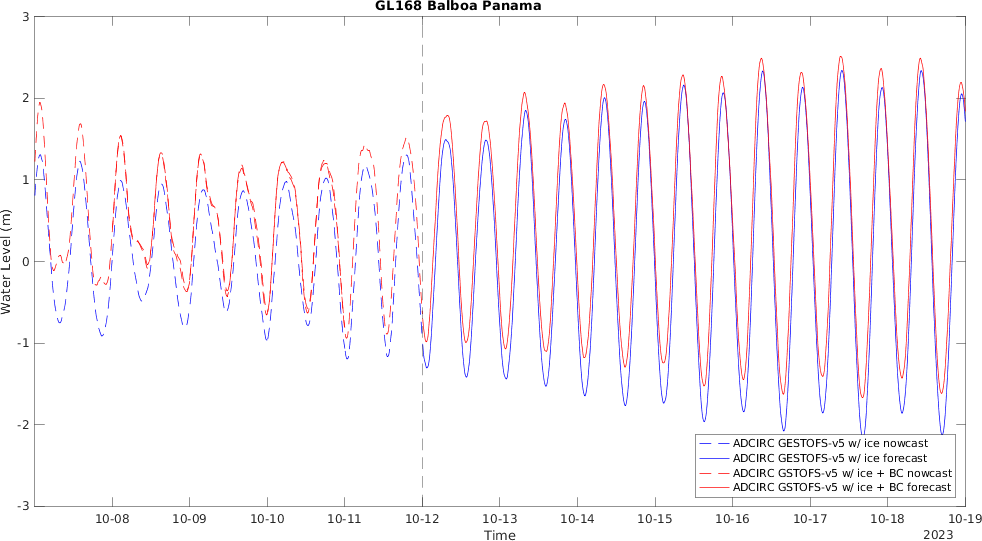 GL168 Balboa Panama
3
2
1
0
-1
-2
-3
Water Level (m)
ADCIRC GESTOFS-v5 w/ ice nowcast
ADCIRC GESTOFS-v5 w/ ice forecast
ADCIRC GSTOFS-v5 w/ ice + BC nowcast
ADCIRC GSTOFS-v5 w/ ice + BC forecast
10-08 10-09 10-10 10-11 10-12 10-13 10-14 10-15 10-16 10-17 10-18 10-19
Time
2023